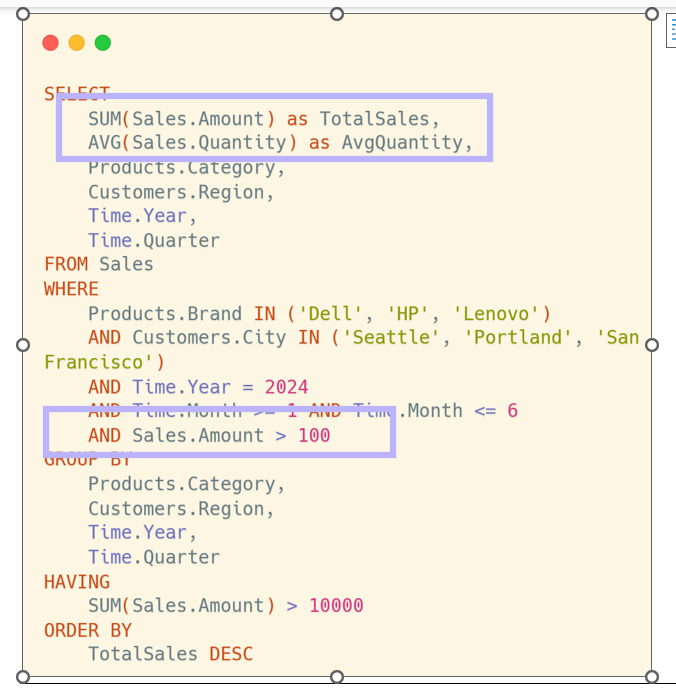 SELECT
SUM(Sales.Amount) as TotalSales,
AVG(Sales.Quantity) as AvgQuantity,
Products.Category,
Customers.Region,
Time.Year,
Time.Quarter
FROM Sales
WHERE
Products.Brand IN ('Dell', 'HP', 'Lenovo')
AND Customers.City IN ('Seattle', 'Portland', 'San
Francisco')
AND Time.Year = 2024
AND Time.Month >= 1 AND Time.Month <= 6
AND Sales.Amount > 100
GROUP BY
Products.Category,
Customers.Region,
Time.Year,
Time.Quarter
HAVING
SUM(Sales.Amount) > 10000
ORDER BY
TotalSales DESC